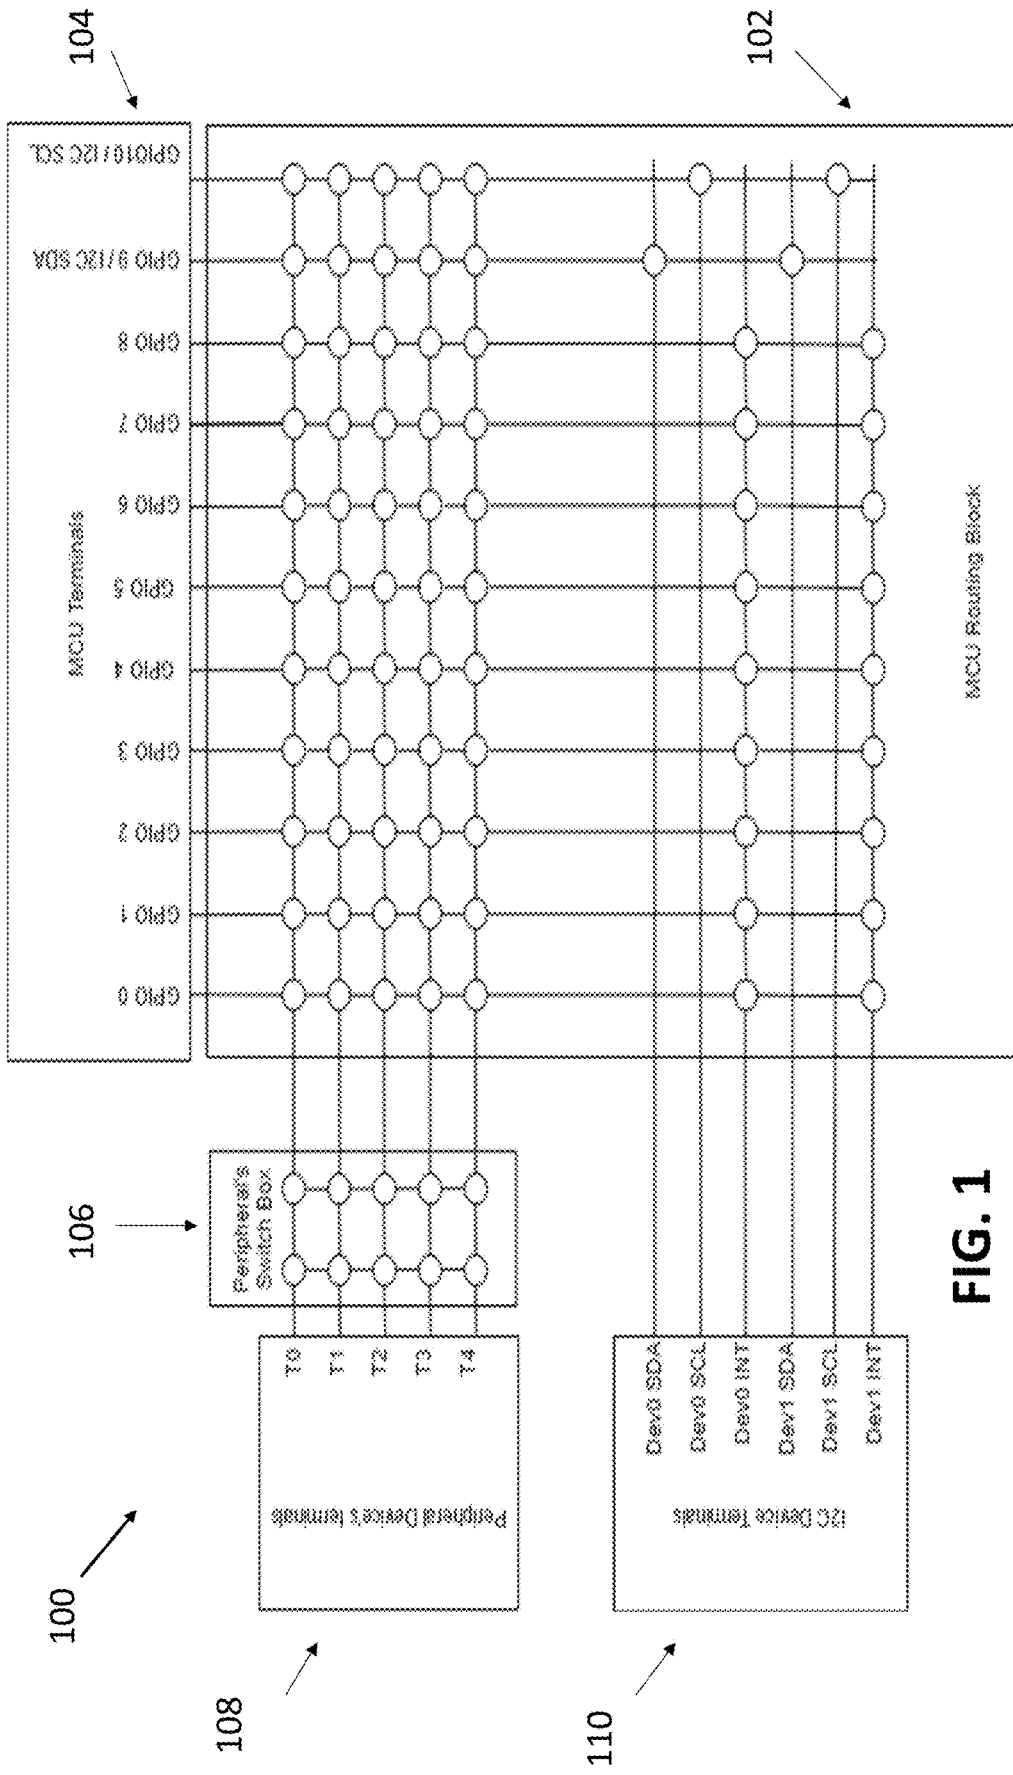 104
102
MCU Terminals
GPIO 0
GPIO 1
GPIO 2
GPIO 3
GPIO 4
GPIO 5
GPIO 6
GPIO 7
GPIO 8
GPIO 9 / I2C SDA
GPIO10 / I2C SCL
MCU Routing Block
106
Peripheral's
Switch Box
100
108
Peripheral Device's terminals
T0
T1
T2
T3
T4
110
I2C Device Terminals
Dev0 SDA
Dev0 SCL
Dev0 INT
Dev1 SDA
Dev1 SCL
Dev1 INT
FIG. 1